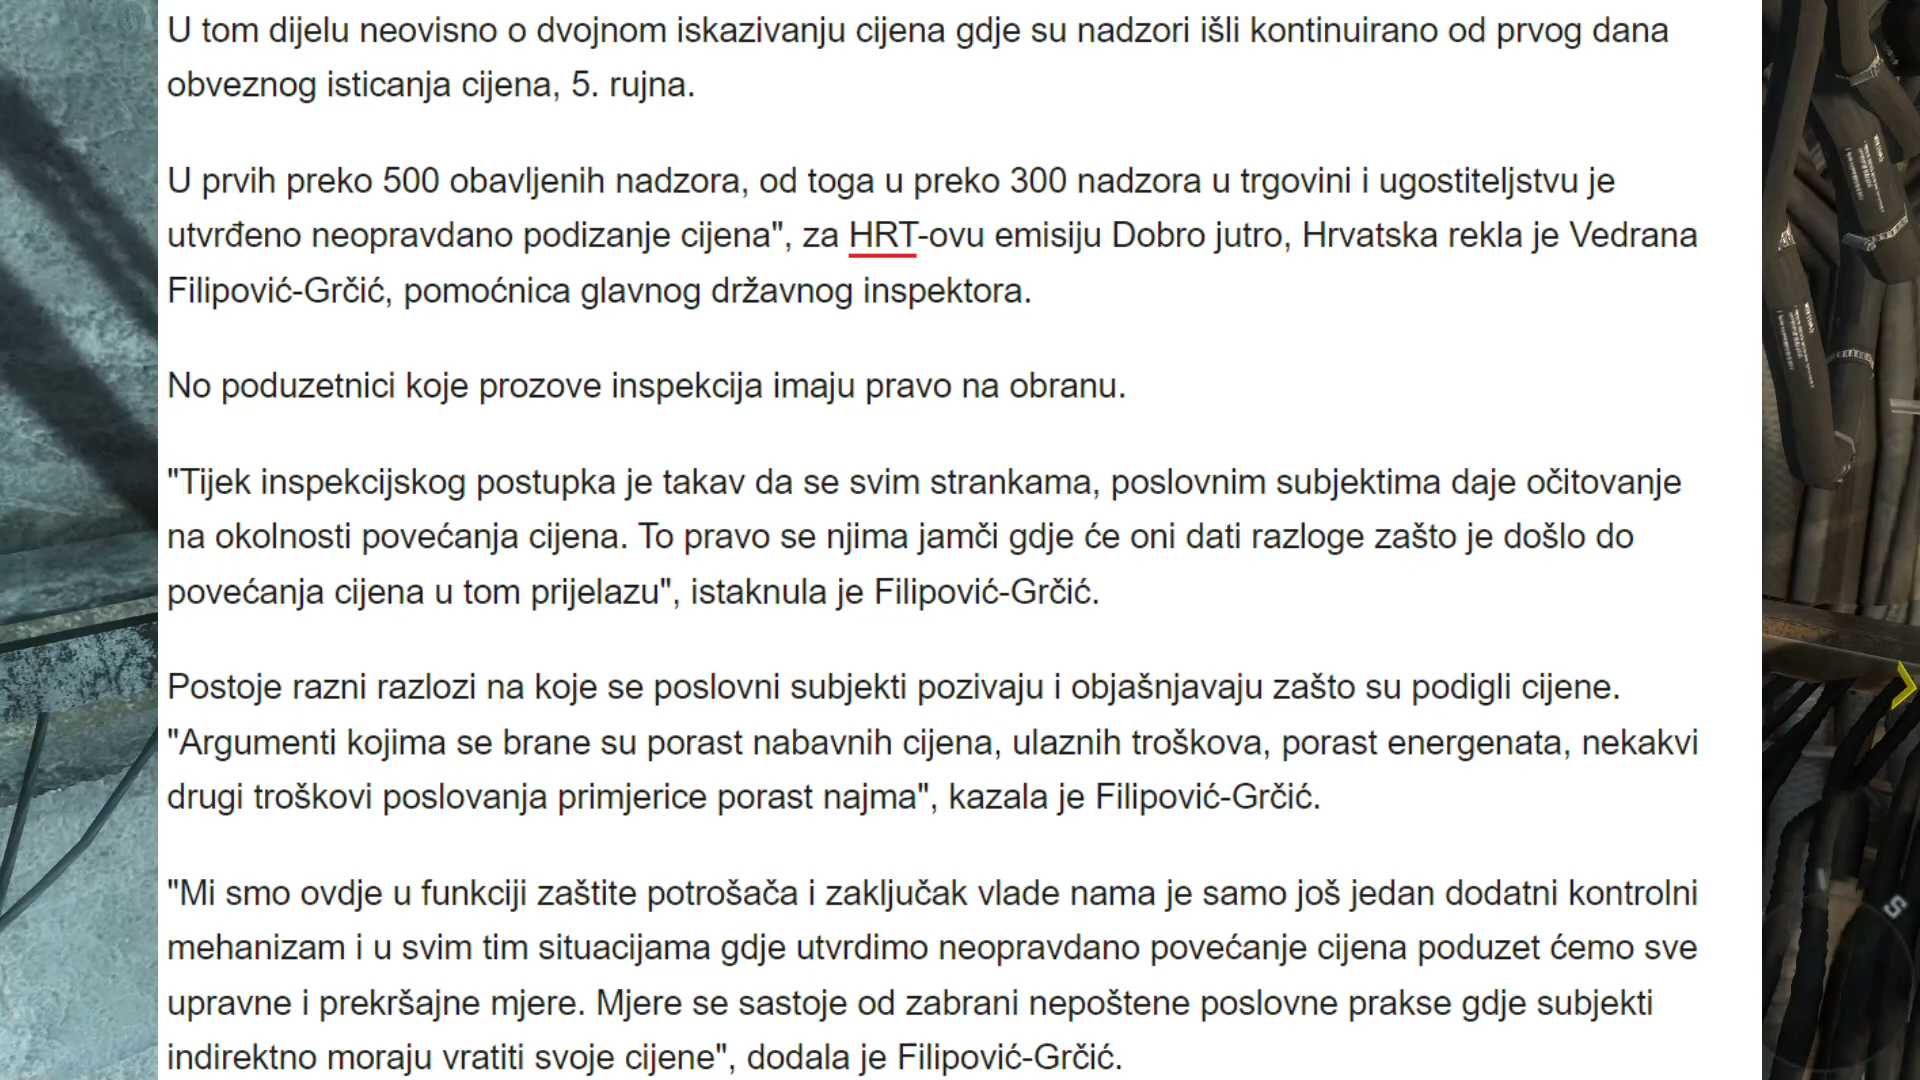 U tom dijelu neovisno o dvojnom iskazivanju cijena gdje su nadzori išli kontinuirano od prvog dana
obveznog isticanja cijena, 5. rujna.
U prvih preko 500 obavljenih nadzora, od toga u preko 300 nadzora u trgovini i ugostiteljstvu je
utvrđeno neopravdano podizanje cijena", za HRT-ovu emisiju Dobro jutro, Hrvatska rekla je Vedrana
Filipović-Grčić, pomoćnica glavnog državnog inspektora.
No poduzetnici koje prozove inspekcija imaju pravo na obranu.
"Tijek inspekcijskog postupka je takav da se svim strankama, poslovnim subjektima daje očitovanje
na okolnosti povećanja cijena. To pravo se njima jamči gdje će oni dati razloge zašto je došlo do
povećanja cijena u tom prijelazu", istaknula je Filipović-Grčić.
Postoje razni razlozi na koje se poslovni subjekti pozivaju i objašnjavaju zašto su podigli cijene.
"Argumenti kojima se brane su porast nabavnih cijena, ulaznih troškova, porast energenata, nekakvi
drugi troškovi poslovanja primjerice porast najma", kazala je Filipović-Grčić.
"Mi smo ovdje u funkciji zaštite potrošača i zaključak vlade nama je samo još jedan dodatni kontrolni
mehanizam i u svim tim situacijama gdje utvrdimo neopravdano povećanje cijena poduzet ćemo sve
upravne i prekršajne mjere. Mjere se sastoje od zabrani nepoštene poslovne prakse gdje subjekti
indirektno moraju vratiti svoje cijene", dodala je Filipović-Grčić.
S